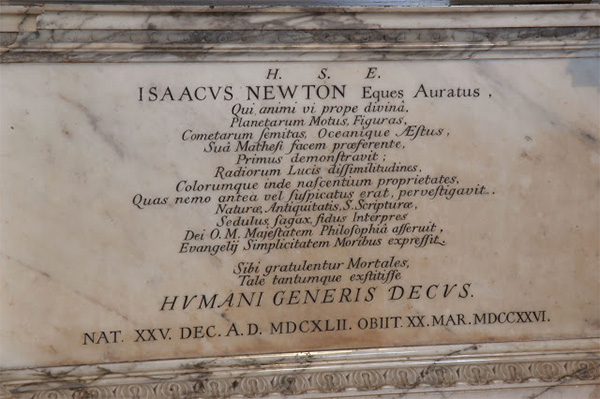 H. S. E.
ISAACVS NEWTON Eques Auratus,
Qui animi vi prope divinâ,
Planetarum Motus, Figuras,
Cometarum ſemitas, Oceanique Æſtus,
Suâ Matheſi facem præferente,
Primus demonſtravit;
Radiorum Lucis diſſimilitudines,
Colorumque inde naſcentium proprietates,
Quas nemo antea vel ſuſpicatus erat, perveſtigavit.
Naturæ, Antiquitatis, S. Scripturæ,
Sedulus, ſagax, fidus Interpres
Dei O. M. Majeſtatem Philoſophiâ aſſeruit,
Evangelij Simplicitatem Moribus expreſſit.
Sibi gratulentur Mortales,
Tale tantumque exſtitiſſe
HVMANI GENERIS DECVS.
NAT. XXV. DEC. A.D. MDCXLII. OBIIT. XX. MAR. MDCCXXVI.